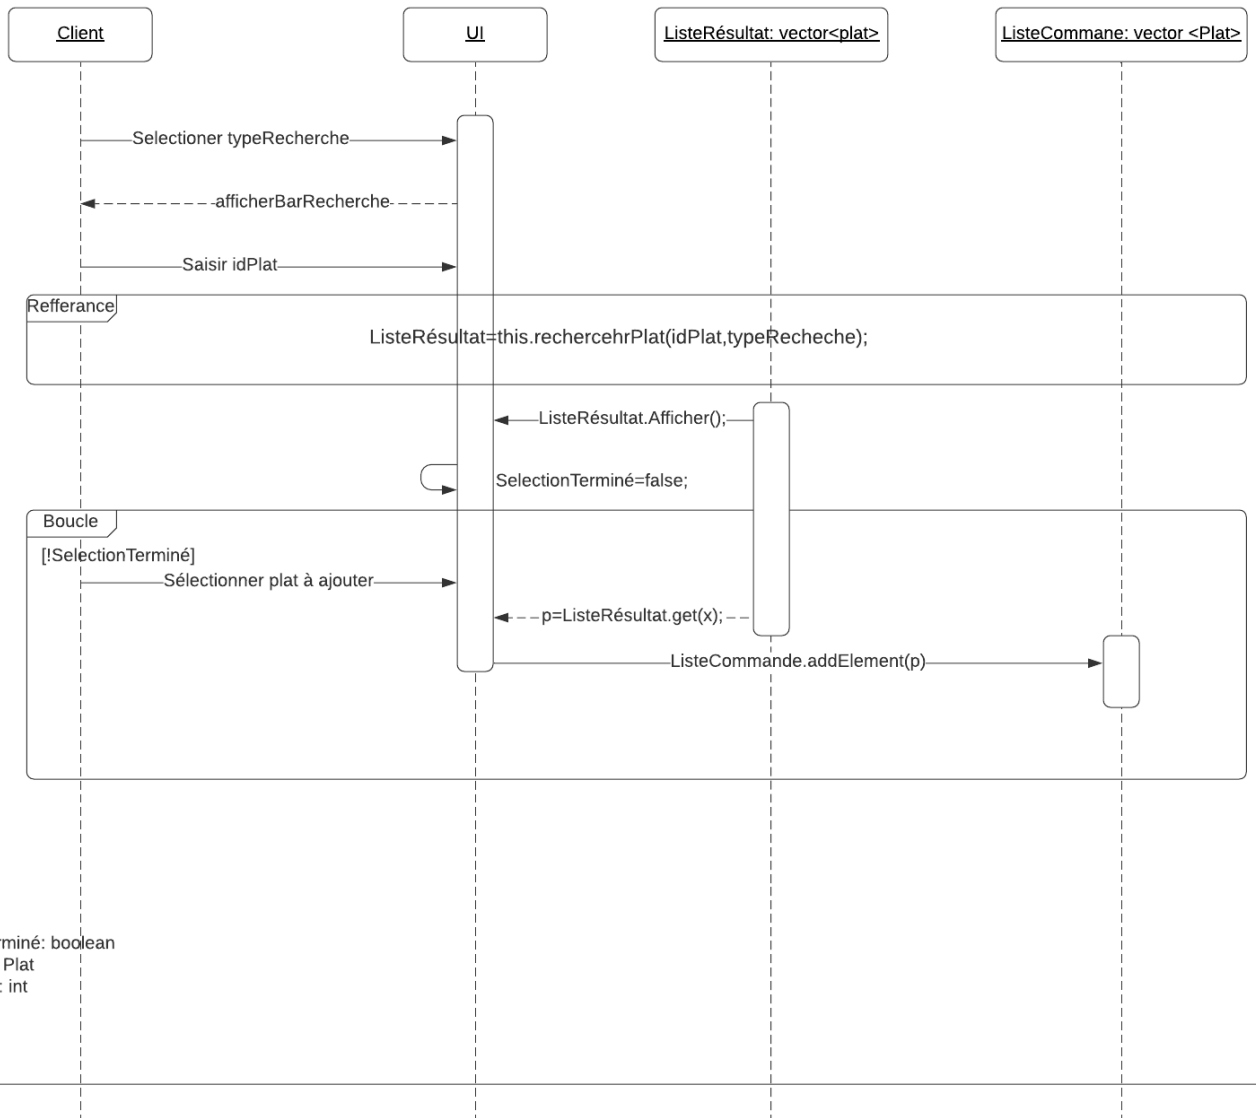 Client
UI
ListeRésultat: vector<plat>
ListeCommane: vector <Plat>
Selectioner typeRecherche
afficherBarRecherche
Saisir idPlat
Refferance
ListeRésultat=this.rechercehrPlat(idPlat,typeRecheche);
ListeRésultat.Afficher();
SelectionTerminé=false;
Boucle
[!SelectionTerminé]
Sélectionner plat à ajouter
p=ListeRésultat.get(x);
ListeCommande.addElement(p)
rminé: boolean
Plat
: int